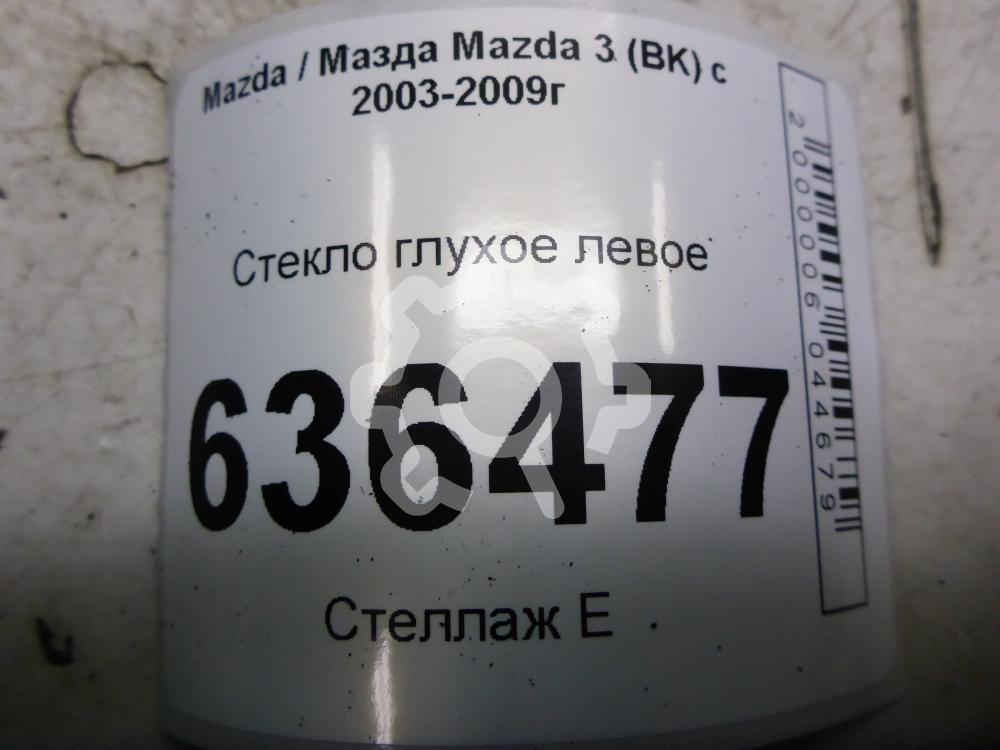 Mazda / Мазда Mazda 3 (BK) с
2003-2009г
Стекло глухое левое
636477
Стеллаж Е
2000006044679